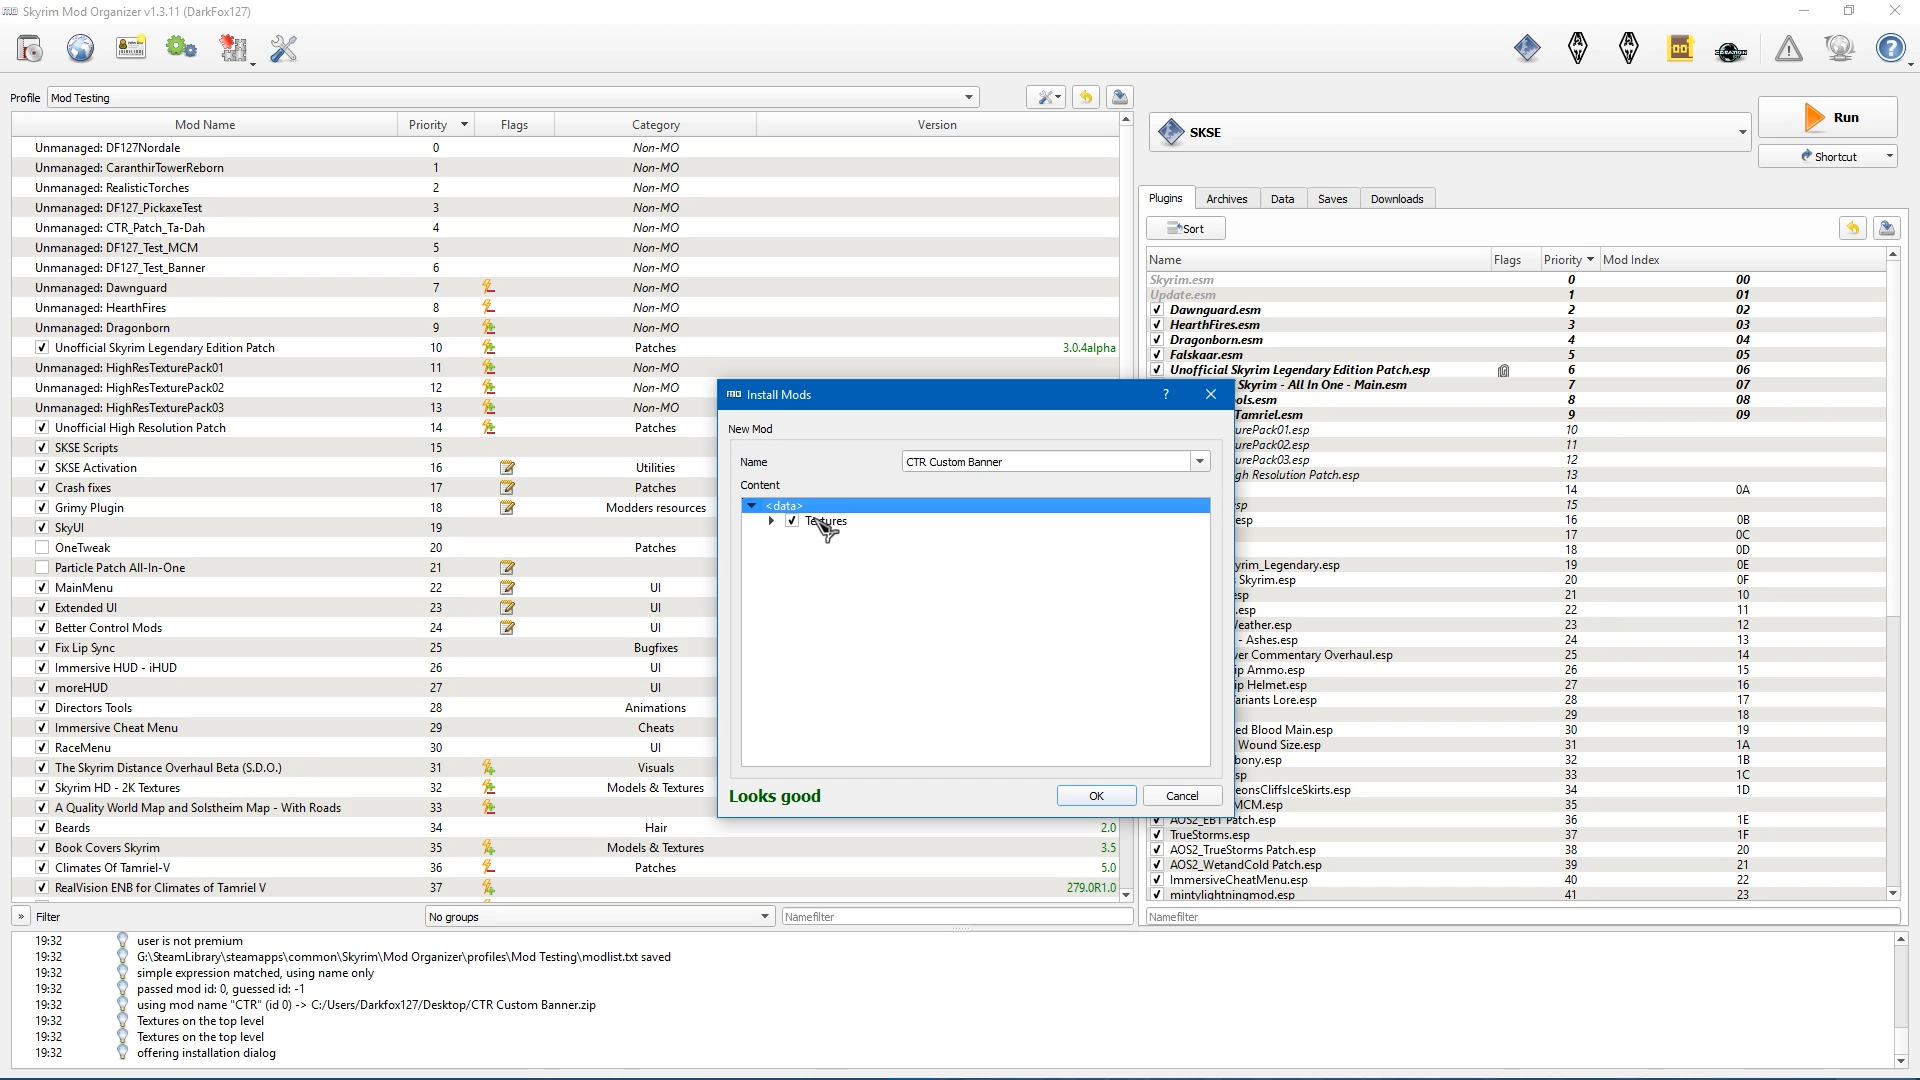 Skyrim Mod Organizer v1.3.11 (DarkFox127)
Profile Mod Testing
Mod Name Priority Flags Category Version
Unmanaged: DF127Nordale 0 Non-MO
Unmanaged: CaranthirTowerReborn 1 Non-MO
Unmanaged: RealisticTorches 2 Non-MO
Unmanaged: DF127_PickaxeTest 3 Non-MO
Unmanaged: CTR_Patch_Ta-Dah 4 Non-MO
Unmanaged: DF127_Test_MCM 5 Non-MO
Unmanaged: DF127_Test_Banner 6 Non-MO
Unmanaged: Dawnguard 7 Non-MO
Unmanaged: HearthFires 8 Non-MO
Unmanaged: Dragonborn 9 Non-MO
Unofficial Skyrim Legendary Edition Patch 10 Patches 3.0.4alpha
Unmanaged: HighResTexturePack01 11 Non-MO
Unmanaged: HighResTexturePack02 12 Non-MO
Unmanaged: HighResTexturePack03 13 Non-MO
Unofficial High Resolution Patch 14 Patches
SKSE Scripts 15
SKSE Activation 16 Utilities
Crash fixes 17 Patches
Grimy Plugin 18 Modders resources
SkyUI 19
OneTweak 20 Patches
Particle Patch All-In-One 21
MainMenu 22 UI
Extended UI 23 UI
Better Control Mods 24 UI
Fix Lip Sync 25 Bugfixes
Immersive HUD - iHUD 26 UI
moreHUD 27 UI
Directors Tools 28 Animations
Immersive Cheat Menu 29 Cheats
RaceMenu 30 UI
The Skyrim Distance Overhaul Beta (S.D.O.) 31 Visuals
Skyrim HD - 2K Textures 32 Models & Textures
A Quality World Map and Solstheim Map - With Roads 33
Beards 34 Hair 2.0
Book Covers Skyrim 35 Models & Textures 3.5
Climates Of Tamriel-V 36 Patches 5.0
RealVision ENB for Climates of Tamriel V 37 279.0R1.0
» Filter No groups Namefilter
Install Mods ?
New Mod
Name CTR Custom Banner
Content
<data>
Textures
Looks good OK Cancel
SKSE
Run
Shortcut
Plugins Archives Data Saves Downloads
Sort
Name Flags Priority Mod Index
Skyrim.esm 0 00
Update.esm 1 01
Dawnguard.esm 2 02
HearthFires.esm 3 03
Dragonborn.esm 4 04
Falskaar.esm 5 05
Unofficial Skyrim Legendary Edition Patch.esp 6 06
Skyrim - All In One - Main.esm 7 07
ols.esm 8 08
Tamriel.esm 9 09
urePack01.esp 10
urePack02.esp 11
urePack03.esp 12
gh Resolution Patch.esp 13
14 0A
sp 15
esp 16 0B
17 0C
18 0D
yrim_Legendary.esp 19 0E
Skyrim.esp 20 0F
esp 21 10
.esp 22 11
eather.esp 23 12
- Ashes.esp 24 13
er Commentary Overhaul.esp 25 14
ip Ammo.esp 26 15
ip Helmet.esp 27 16
ariants Lore.esp 28 17
29 18
ed Blood Main.esp 30 19
Wound Size.esp 31 1A
bony.esp 32 1B
sp 33 1C
eonsCliffsIceSkirts.esp 34 1D
MCM.esp 35
AOS2_EBT Patch.esp 36 1E
TrueStorms.esp 37 1F
AOS2_TrueStorms Patch.esp 38 20
AOS2_WetandCold Patch.esp 39 21
ImmersiveCheatMenu.esp 40 22
mintylightningmod.esp 41 23
Namefilter
19:32 user is not premium
19:32 G:\SteamLibrary\steamapps\common\Skyrim\Mod Organizer\profiles\Mod Testing\modlist.txt saved
19:32 simple expression matched, using name only
19:32 passed mod id: 0, guessed id: -1
19:32 using mod name "CTR" (id 0) -> C:/Users/Darkfox127/Desktop/CTR Custom Banner.zip
19:32 Textures on the top level
19:32 Textures on the top level
19:32 offering installation dialog